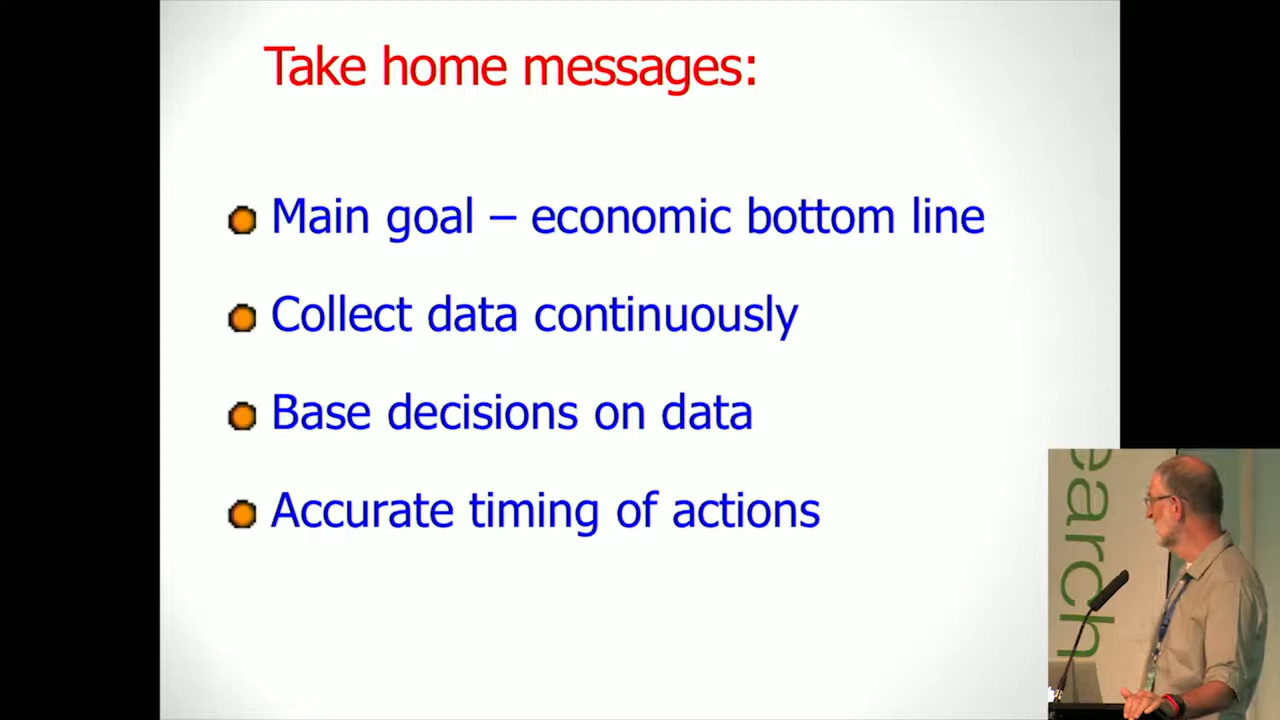 Take home messages:
Main goal – economic bottom line
Collect data continuously
Base decisions on data
Accurate timing of actions
earch